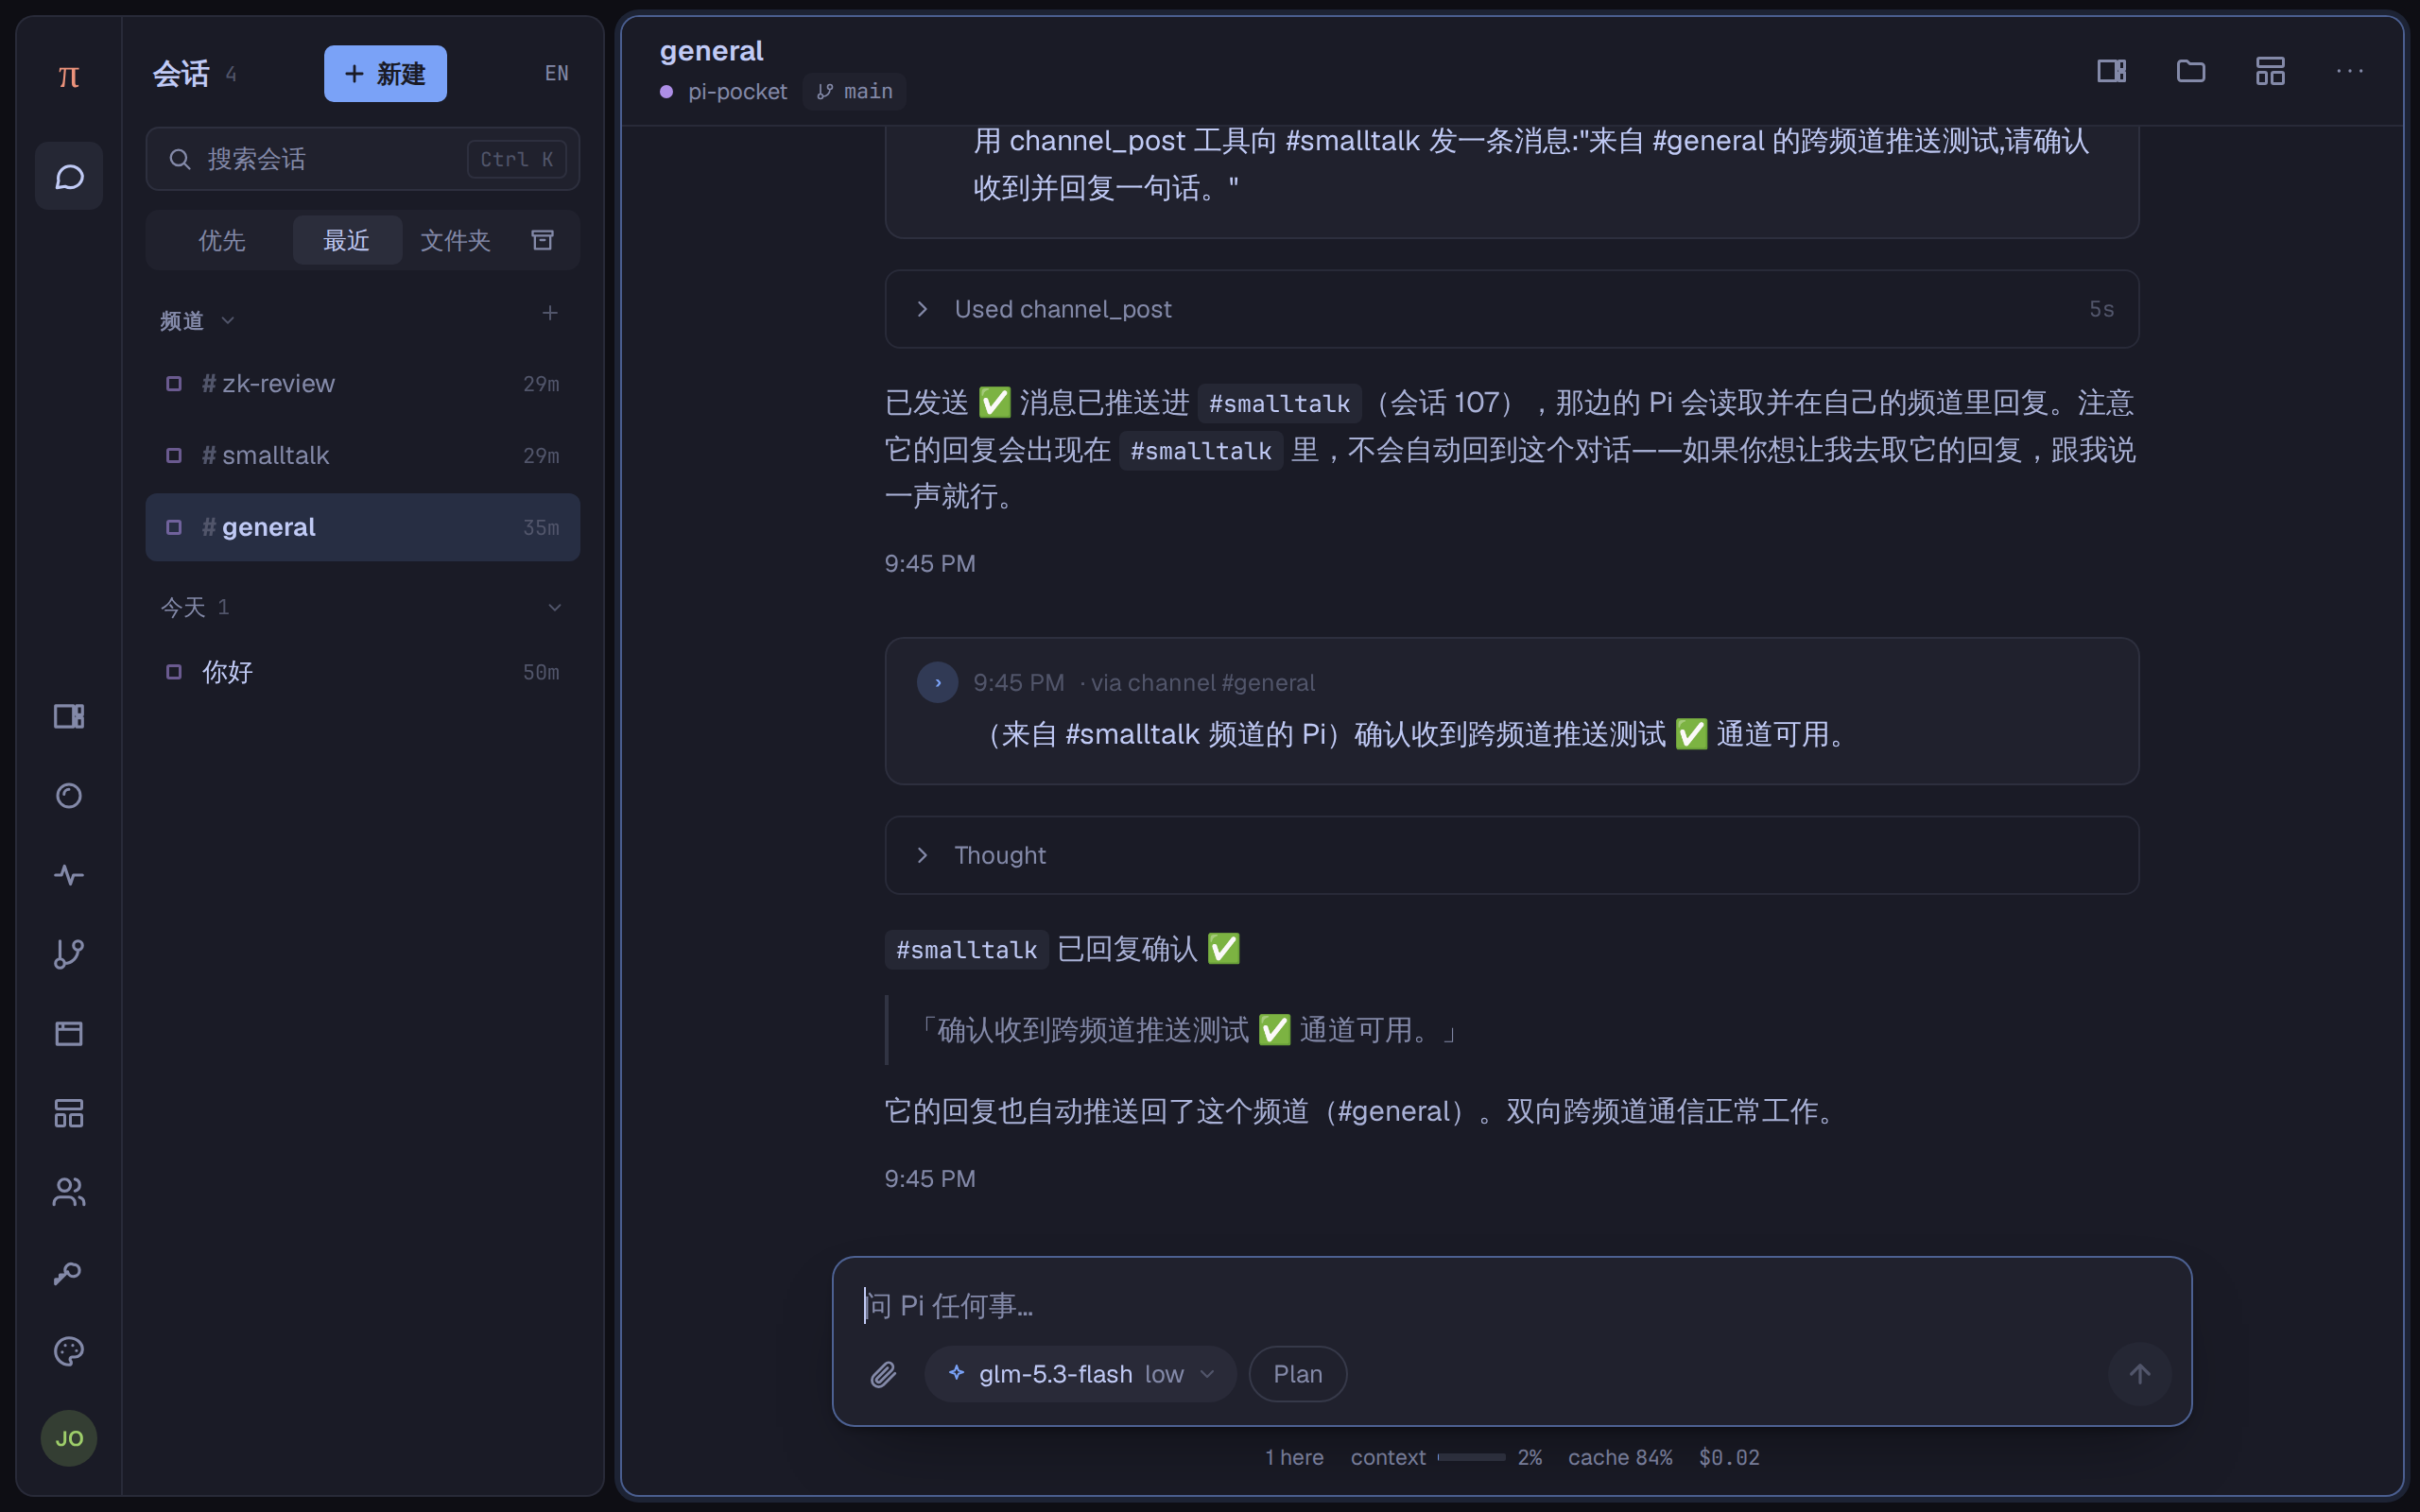 π
会话 4
+ 新建
EN
搜索会话
Ctrl K
优先
最近
文件夹
频道
# zk-review 29m
# smalltalk 29m
# general 35m
今天 1
你好 50m
JO
general
pi-pocket
main
用 channel_post 工具向 #smalltalk 发一条消息:"来自 #general 的跨频道推送测试,请确认
收到并回复一句话。"
Used channel_post 5s
已发送 ✅ 消息已推送进 #smalltalk（会话 107），那边的 Pi 会读取并在自己的频道里回复。注意
它的回复会出现在 #smalltalk 里，不会自动回到这个对话——如果你想让我去取它的回复，跟我说
一声就行。
9:45 PM
9:45 PM · via channel #general
（来自 #smalltalk 频道的 Pi）确认收到跨频道推送测试 ✅ 通道可用。
Thought
#smalltalk 已回复确认 ✅
「确认收到跨频道推送测试 ✅ 通道可用。」
它的回复也自动推送回了这个频道（#general）。双向跨频道通信正常工作。
9:45 PM
问 Pi 任何事…
glm-5.3-flash low
Plan
1 here context 2% cache 84% $0.02